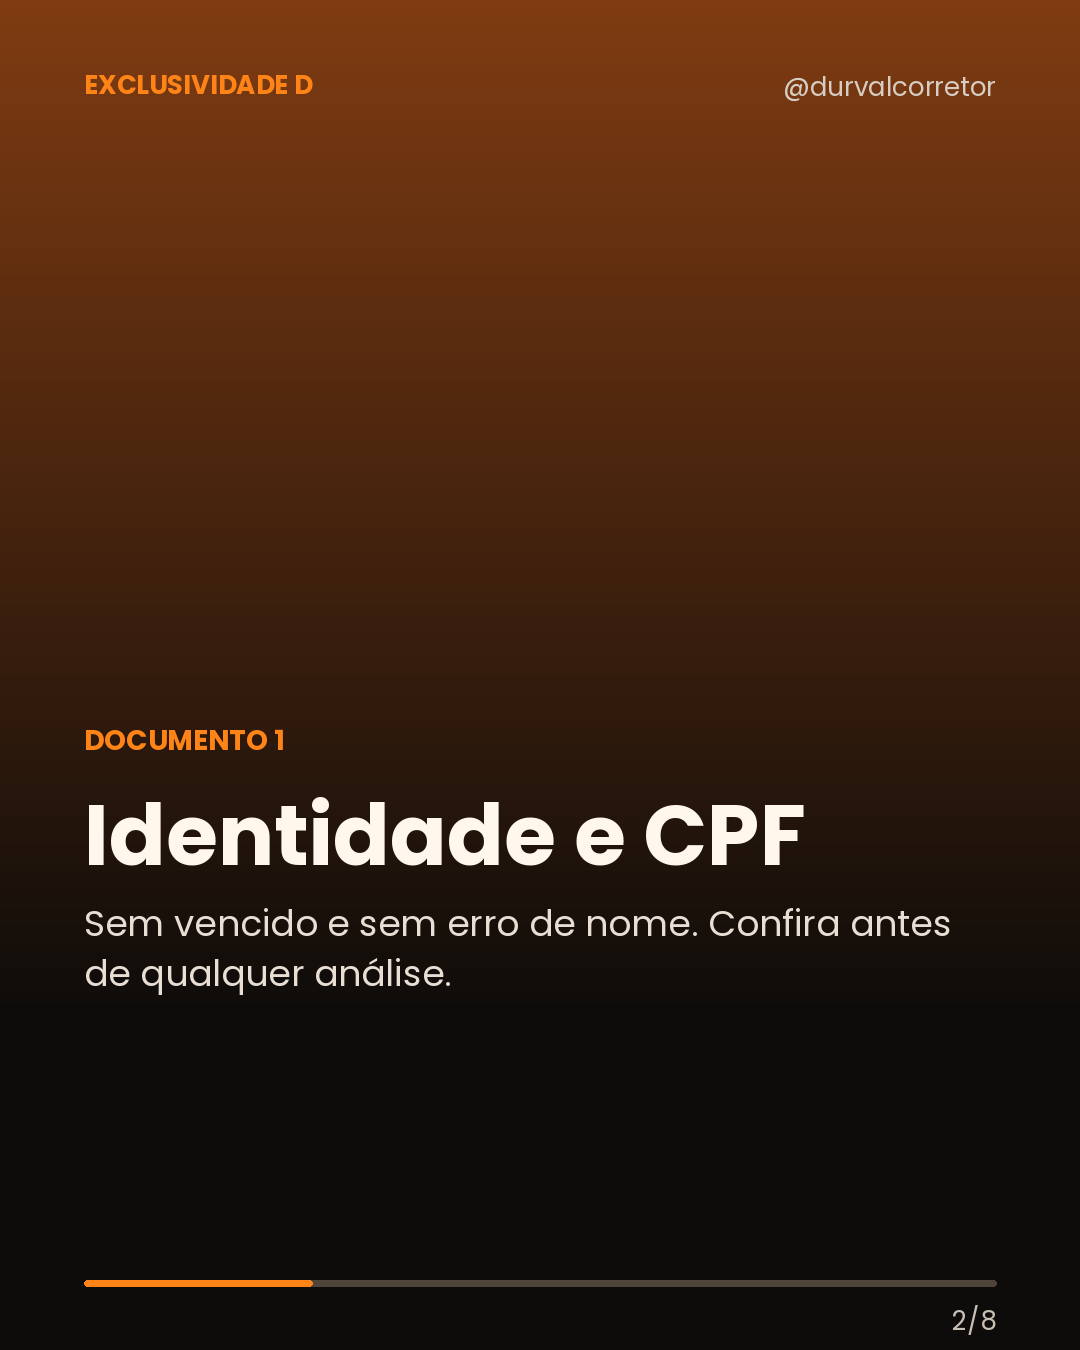 EXCLUSIVIDADE D
@durvalcorretor
DOCUMENTO 1
Identidade e CPF
Sem vencido e sem erro de nome. Confira antes
de qualquer análise.
2/8